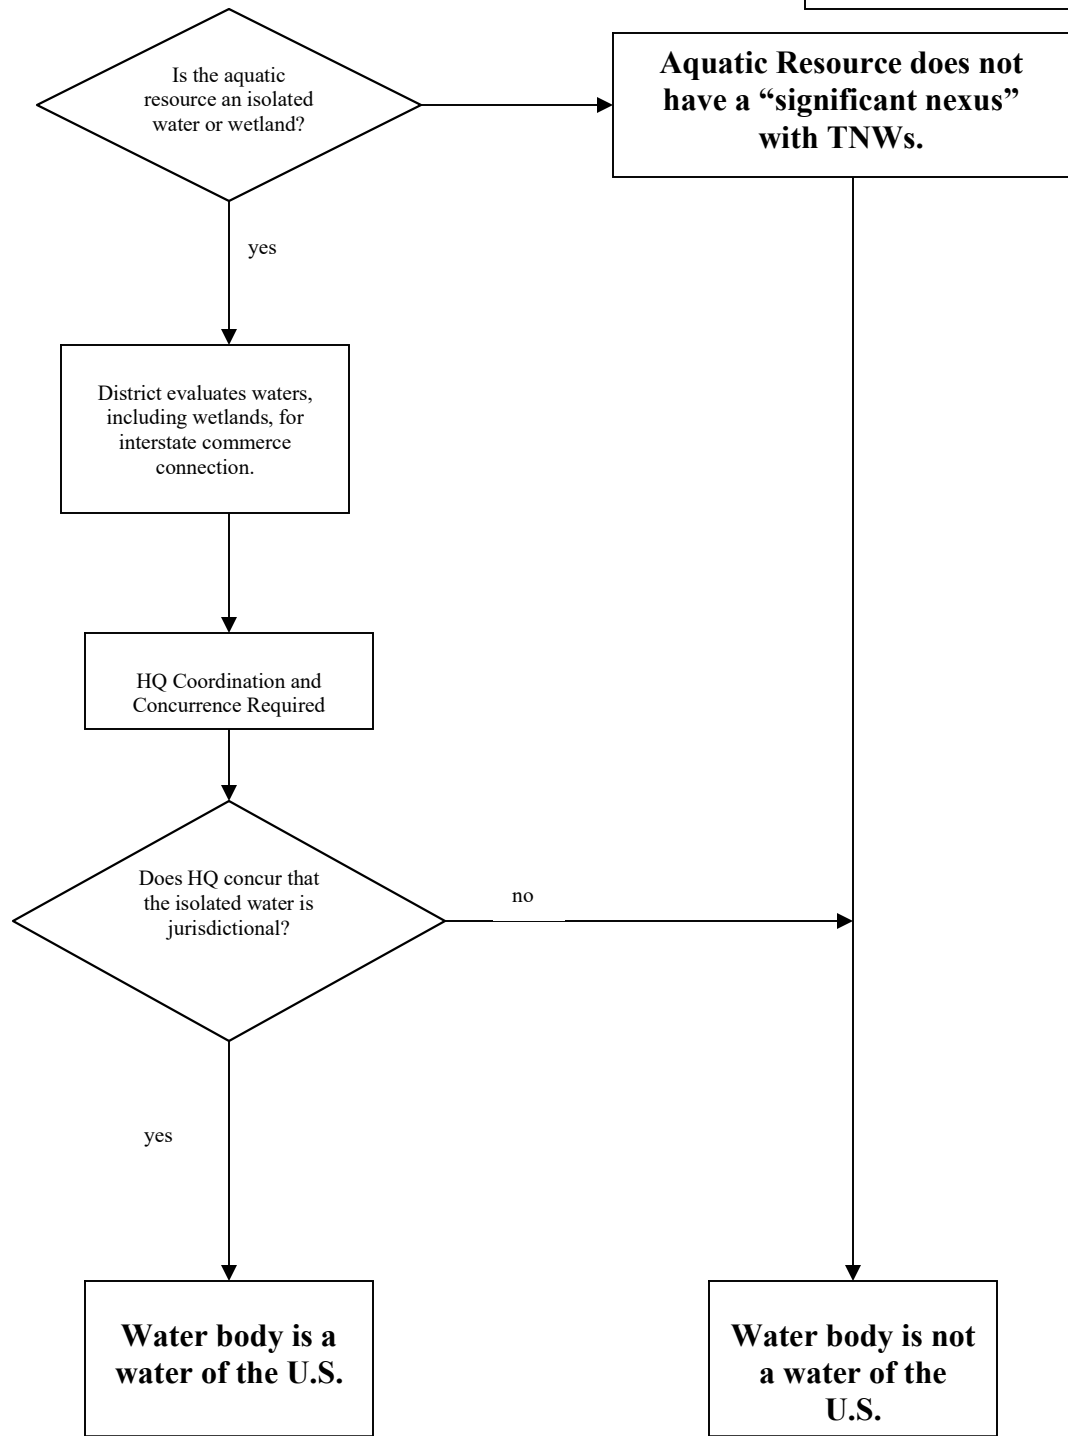 Is the aquatic
resource an isolated
water or wetland?
Aquatic Resource does not
have a “significant nexus”
with TNWs.
yes
District evaluates waters,
including wetlands, for
interstate commerce
connection.
HQ Coordination and
Concurrence Required
Does HQ concur that
the isolated water is
jurisdictional?
no
yes
Water body is a
water of the U.S.
Water body is not
a water of the
U.S.